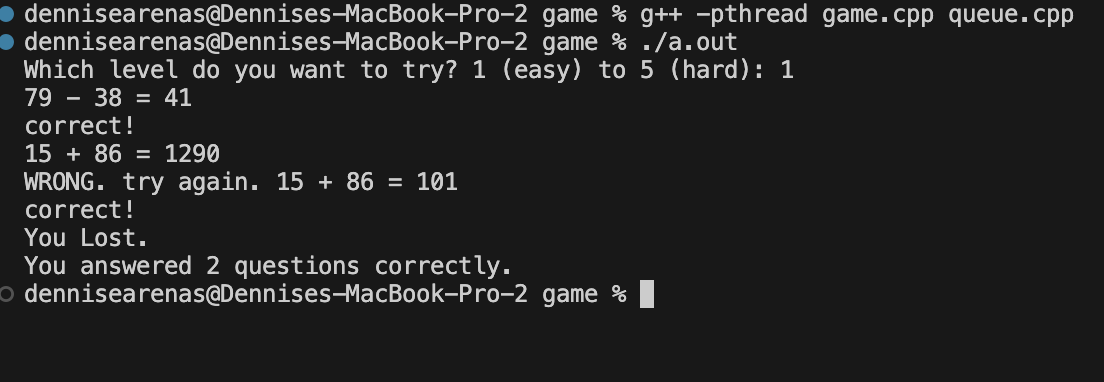 dennisearenas@Dennises-MacBook-Pro-2 game % g++ -pthread game.cpp queue.cpp
dennisearenas@Dennises-MacBook-Pro-2 game % ./a.out
Which level do you want to try? 1 (easy) to 5 (hard): 1
79 - 38 = 41
correct!
15 + 86 = 1290
WRONG. try again. 15 + 86 = 101
correct!
You Lost.
You answered 2 questions correctly.
dennisearenas@Dennises-MacBook-Pro-2 game %